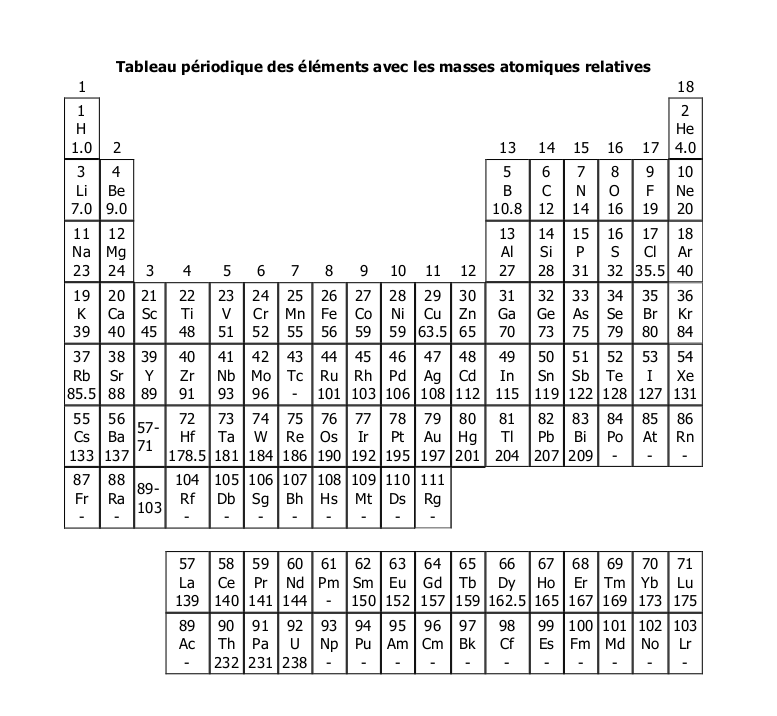 Tableau périodique des éléments avec les masses atomiques relatives
1 18
1 2
H He
1.0 2 13 14 15 16 17 4.0
3 4 5 6 7 8 9 10
Li Be B C N O F Ne
7.0 9.0 10.8 12 14 16 19 20
11 12 13 14 15 16 17 18
Na Mg Al Si P S Cl Ar
23 24 3 4 5 6 7 8 9 10 11 12 27 28 31 32 35.5 40
19 20 21 22 23 24 25 26 27 28 29 30 31 32 33 34 35 36
K Ca Sc Ti V Cr Mn Fe Co Ni Cu Zn Ga Ge As Se Br Kr
39 40 45 48 51 52 55 56 59 59 63.5 65 70 73 75 79 80 84
37 38 39 40 41 42 43 44 45 46 47 48 49 50 51 52 53 54
Rb Sr Y Zr Nb Mo Tc Ru Rh Pd Ag Cd In Sn Sb Te I Xe
85.5 88 89 91 93 96 - 101 103 106 108 112 115 119 122 128 127 131
55 56 57- 72 73 74 75 76 77 78 79 80 81 82 83 84 85 86
Cs Ba 71 Hf Ta W Re Os Ir Pt Au Hg Tl Pb Bi Po At Rn
133 137 178.5 181 184 186 190 192 195 197 201 204 207 209 - - -
87 88 89- 104 105 106 107 108 109 110 111
Fr Ra 103 Rf Db Sg Bh Hs Mt Ds Rg
- - - - - - - - - -
57 58 59 60 61 62 63 64 65 66 67 68 69 70 71
La Ce Pr Nd Pm Sm Eu Gd Tb Dy Ho Er Tm Yb Lu
139 140 141 144 - 150 152 157 159 162.5 165 167 169 173 175
89 90 91 92 93 94 95 96 97 98 99 100 101 102 103
Ac Th Pa U Np Pu Am Cm Bk Cf Es Fm Md No Lr
- 232 231 238 - - - - - - - - - - -